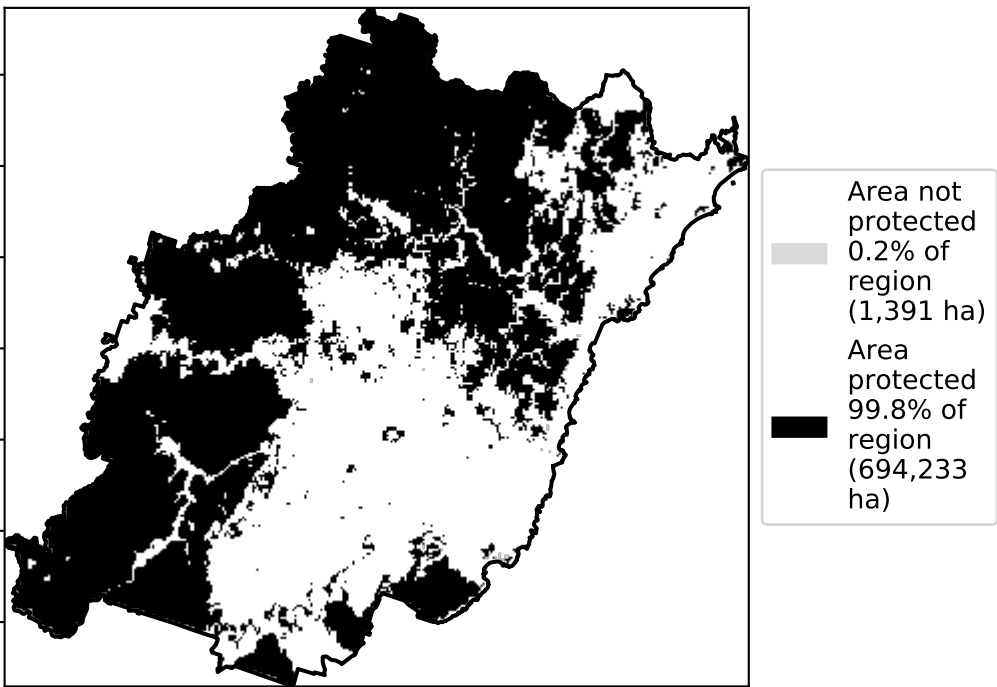 Area not
protected
0.2% of
region
(1,391 ha)
Area
protected
99.8% of
region
(694,233
ha)